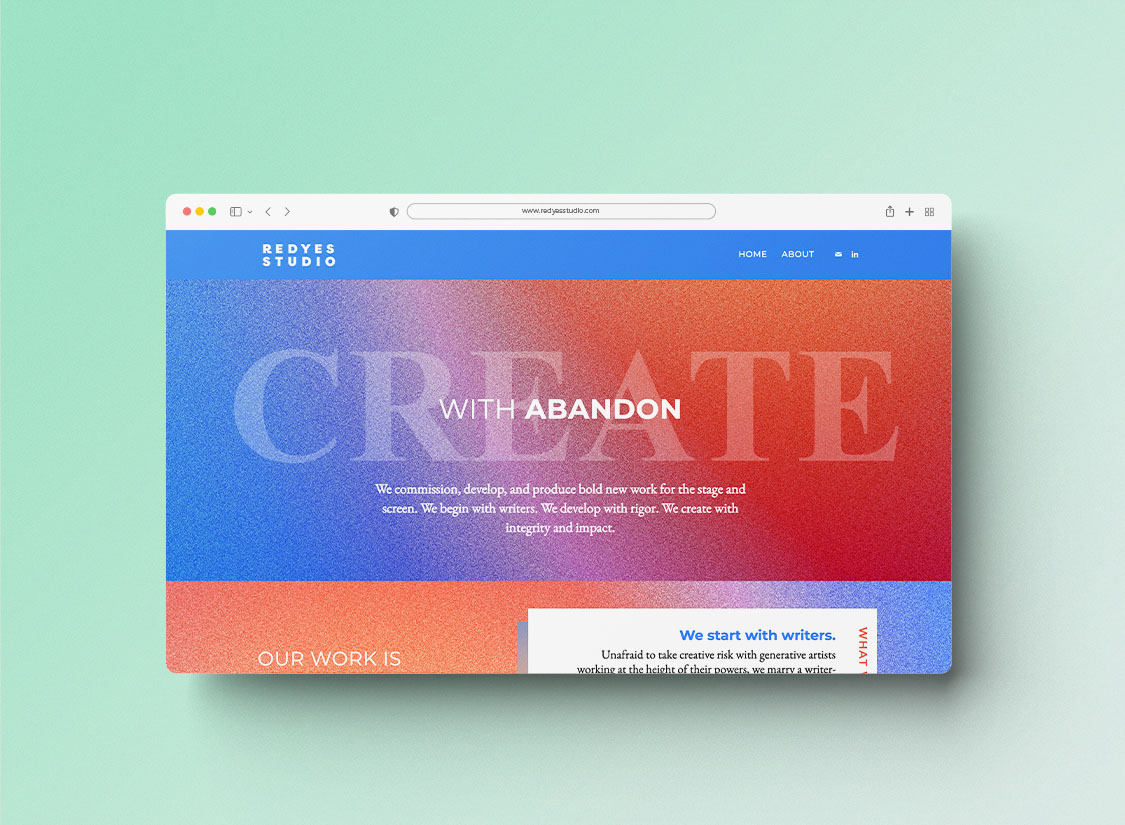 www.redyesstudio.com
REDYES
STUDIO
HOME ABOUT in
CREATE
WITH ABANDON
We commission, develop, and produce bold new work for the stage and
screen. We begin with writers. We develop with rigor. We create with
integrity and impact.
OUR WORK IS
We start with writers.
Unafraid to take creative risk with generative artists
working at the height of their powers, we marry a writer-
WHAT